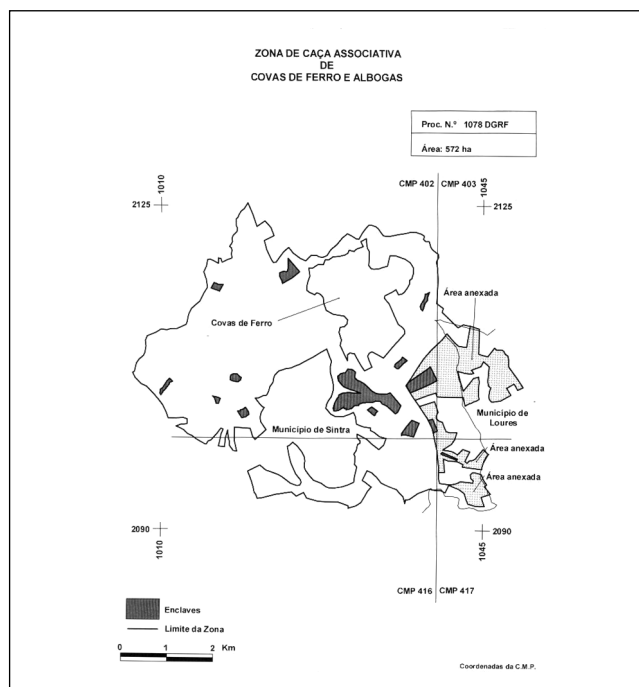 ZONA DE CAÇA ASSOCIATIVA
DE
COVAS DE FERRO E ALBOGAS
Proc. N.º 1078 DGRF
Área: 572 ha
CMP 402
CMP 403
1010
1045
2125
2125
Área anexada
Covas de Ferro
Município de
Loures
Município de Sintra
Área anexada
Área anexada
2090
2090
1010
1045
CMP 416
CMP 417
Enclaves
Limite da Zona
0 1 2 Km
Coordenadas da C.M.P.